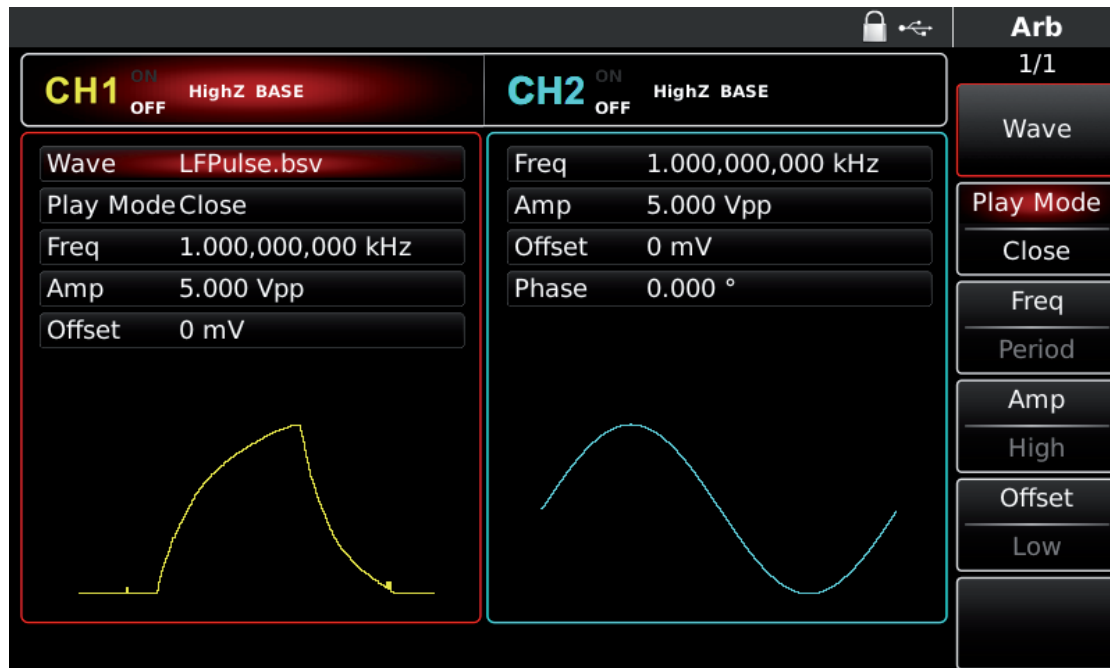 Arb
1/1
CH1 ON OFF HighZ BASE
CH2 ON OFF HighZ BASE
Wave LFPulse.bsv
Play Mode Close
Freq 1.000,000,000 kHz
Amp 5.000 Vpp
Offset 0 mV
Freq 1.000,000,000 kHz
Amp 5.000 Vpp
Offset 0 mV
Phase 0.000 °
Wave
Play Mode
Close
Freq
Period
Amp
High
Offset
Low